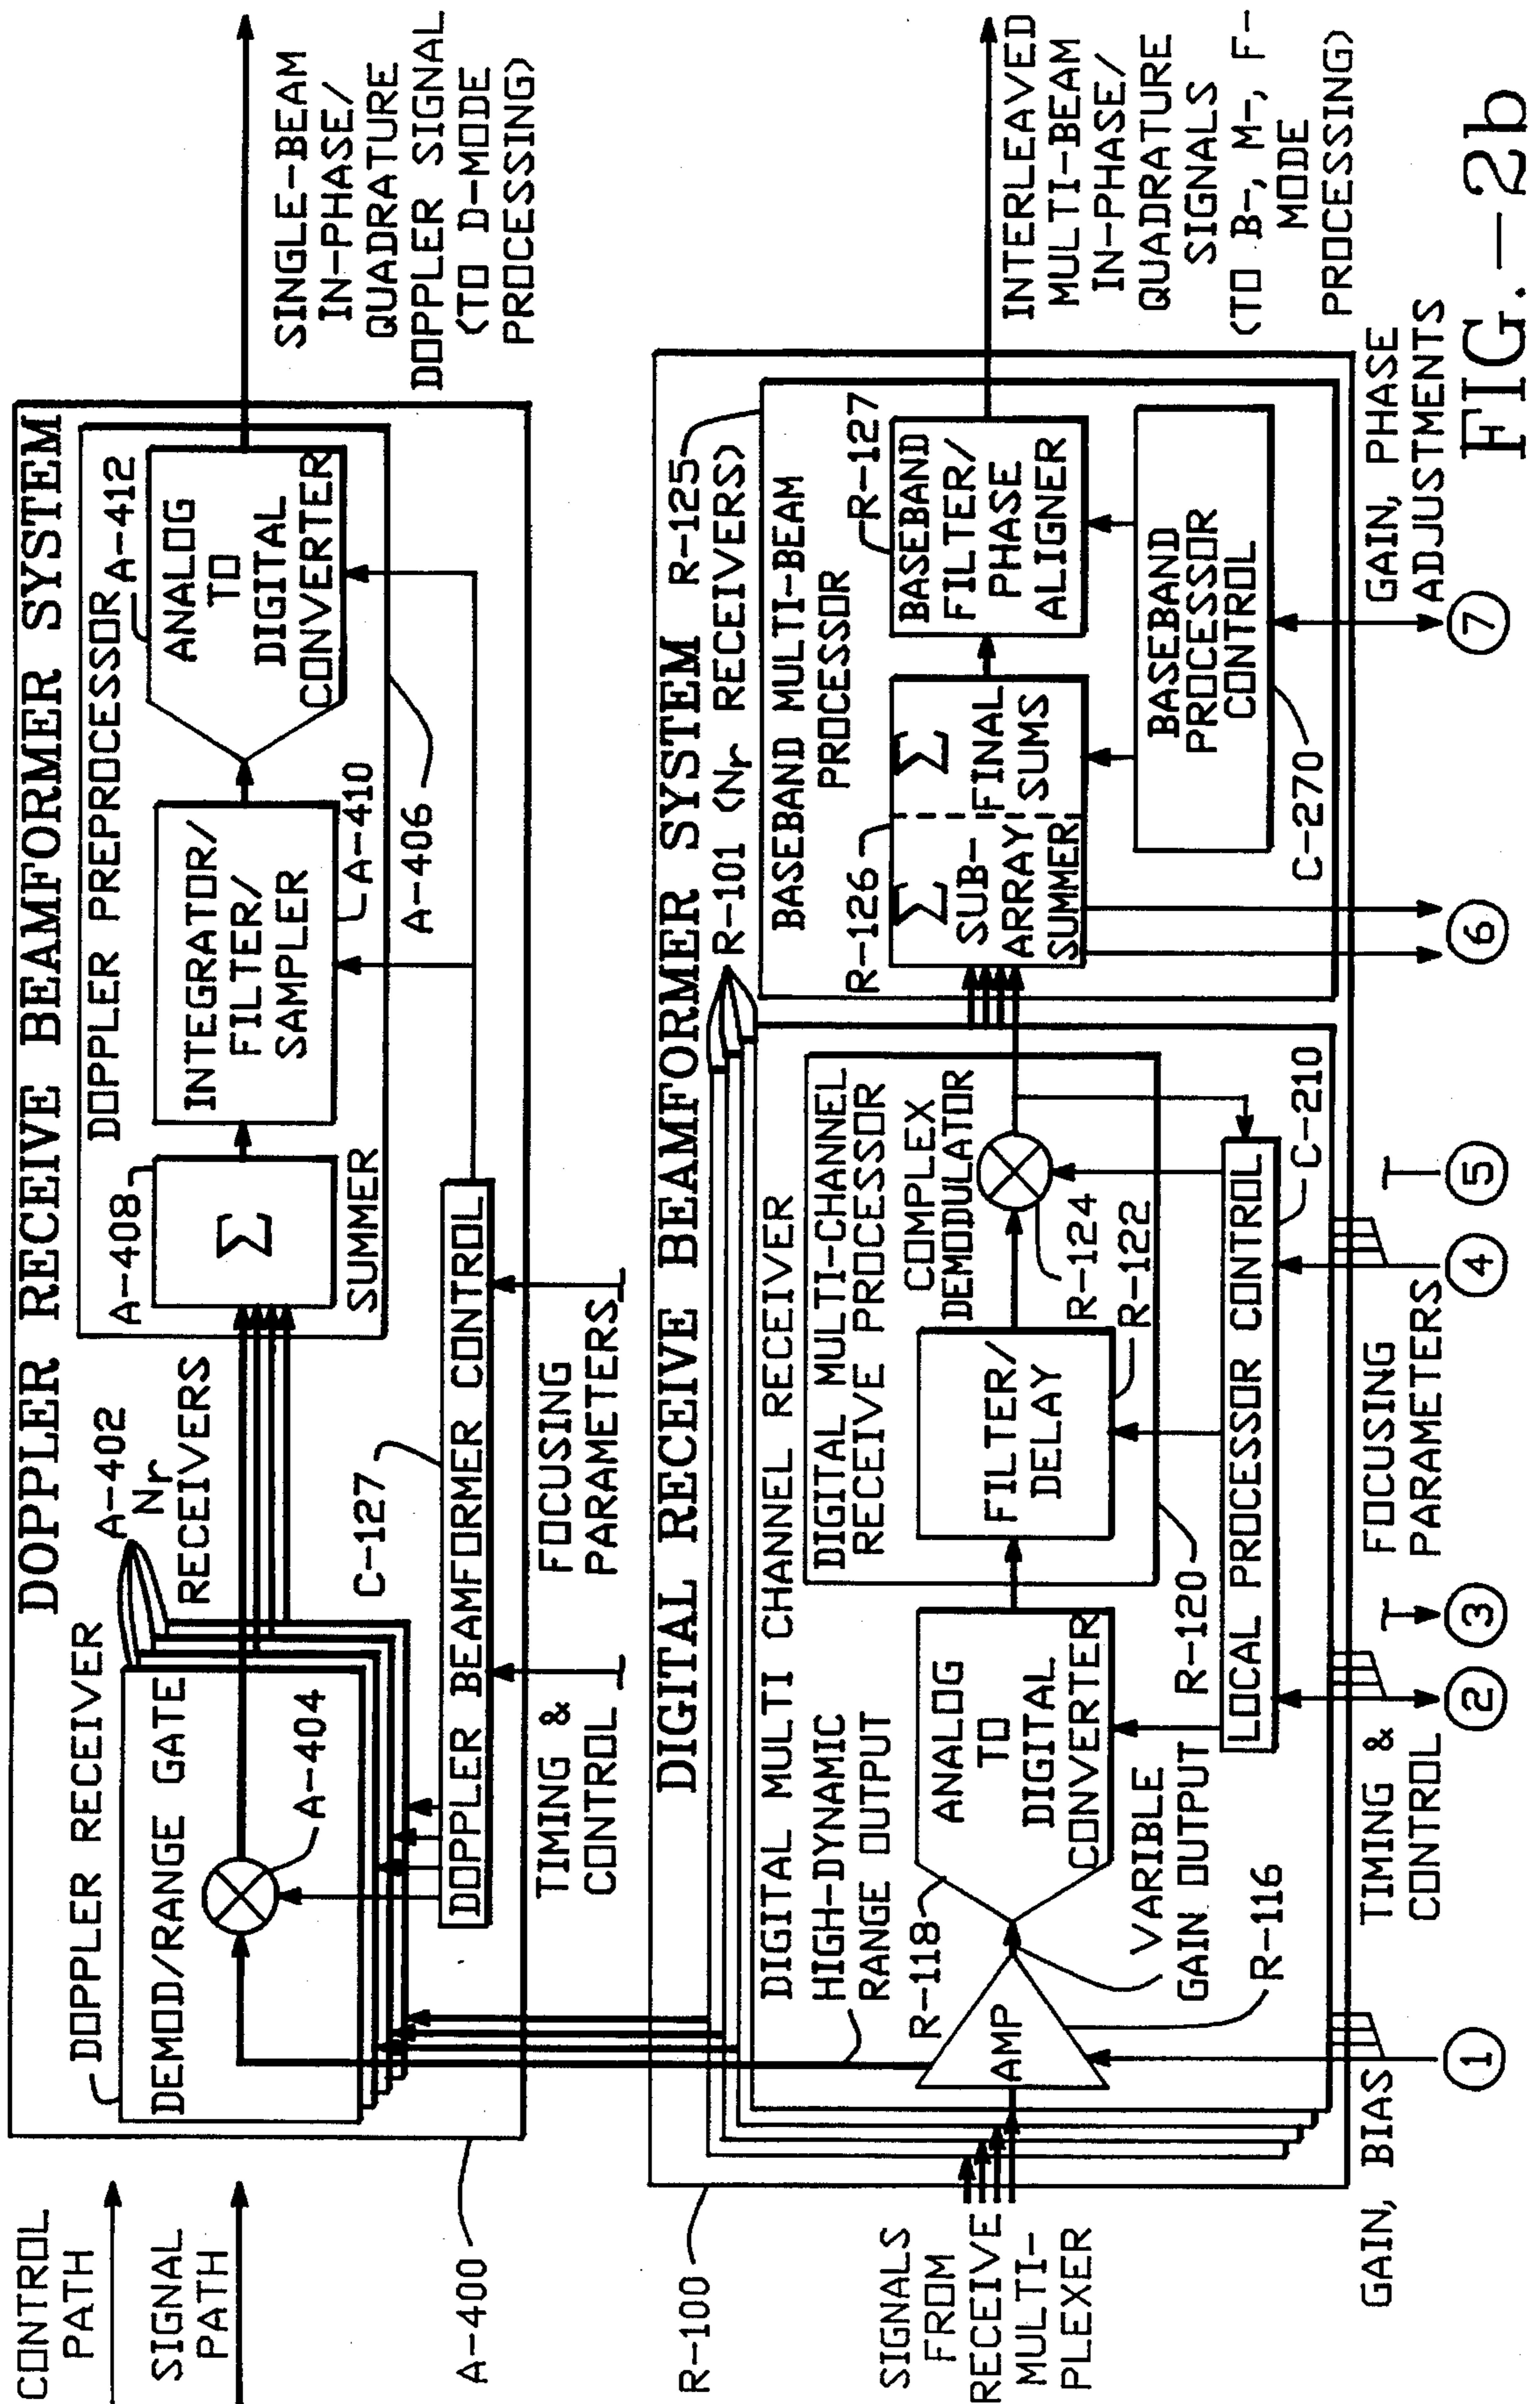 CONTROL
PATH
SIGNAL
PATH
A-400
DOPPLER RECEIVE BEAMFORMER SYSTEM
DOPPLER RECEIVER
A-402
Nr
RECEIVERS
DEMOD/RANGE GATE
A-404
C-127
DOPPLER BEAMFORMER CONTROL
TIMING &
CONTROL
FOCUSING
PARAMETERS
DOPPLER PREPROCESSOR
A-408
Σ
SUMMER
INTEGRATOR/
FILTER/
SAMPLER
A-410
A-406
A-412
ANALOG
TO
DIGITAL
CONVERTER
SINGLE-BEAM
IN-PHASE/
QUADRATURE
DOPPLER SIGNAL
(TO D-MODE
PROCESSING)
R-100
SIGNALS
FROM
RECEIVE
MULTI-
PLEXER
DIGITAL RECEIVE BEAMFORMER SYSTEM
R-101 (Nr RECEIVERS)
DIGITAL MULTI CHANNEL RECEIVER
HIGH-DYNAMIC
RANGE OUTPUT
R-118
AMP
ANALOG
TO
DIGITAL
CONVERTER
VARIBLE
GAIN OUTPUT
R-116
DIGITAL MULTI-CHANNEL
RECEIVE PROCESSOR
FILTER/
DELAY
COMPLEX
DEMODULATOR
R-124
R-122
R-120
LOCAL PROCESSOR CONTROL
C-210
R-125
BASEBAND MULTI-BEAM
PROCESSOR
R-126
Σ Σ
SUB- FINAL
ARRAY SUMS
SUMMER
R-127
BASEBAND
FILTER/
PHASE
ALIGNER
BASEBAND
PROCESSOR
CONTROL
C-270
INTERLEAVED
MULTI-BEAM
IN-PHASE/
QUADRATURE
SIGNALS
(TO B-, M-, F-
MODE
PROCESSING)
GAIN, BIAS
1
TIMING &
CONTROL
2
3
FOCUSING
PARAMETERS
4
5
6
GAIN, PHASE
ADJUSTMENTS
7
FIG.-2b